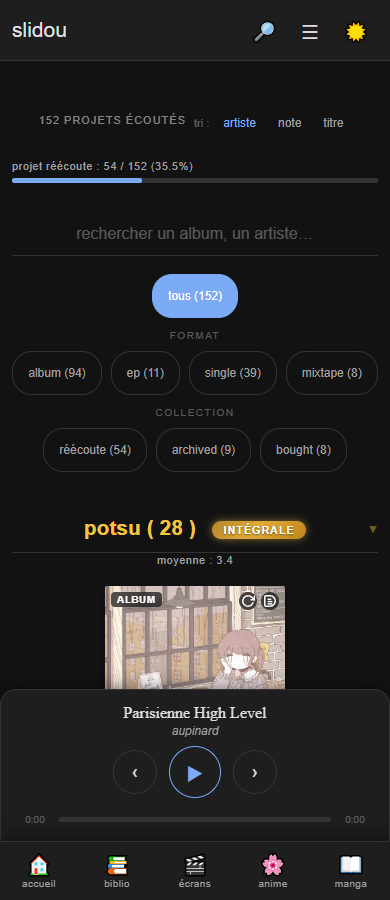 slidou
152 PROJETS ÉCOUTÉS tri : artiste note titre
projet réécoute : 54 / 152 (35.5%)
rechercher un album, un artiste...
tous (152)
FORMAT
album (94) ep (11) single (39) mixtape (8)
COLLECTION
réécoute (54) archived (9) bought (8)
potsu ( 28 ) INTÉGRALE
moyenne : 3.4
ALBUM
Parisienne High Level
aupinard
0:00 0:00
accueil biblio écrans anime manga